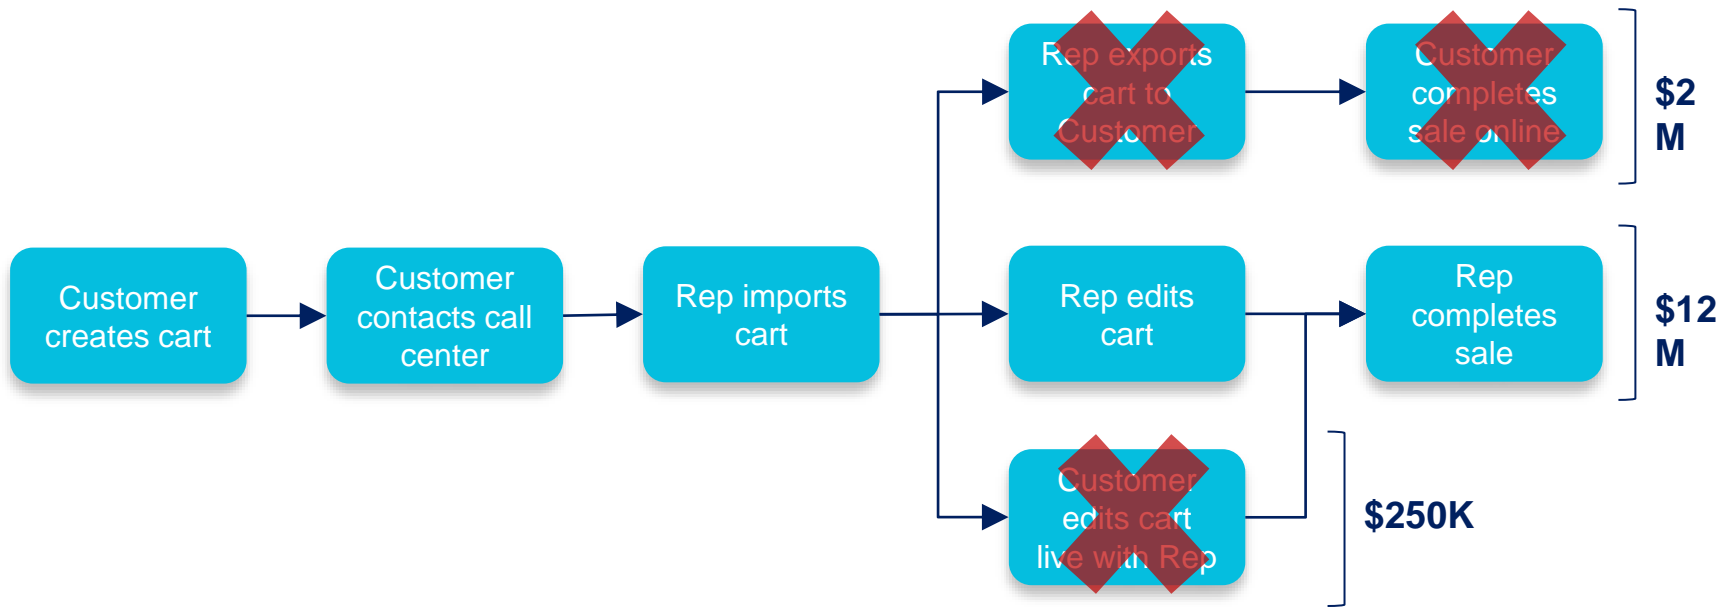 Rep exports
cart to
Customer
Customer
completes
sale online
$2
M
Customer
creates cart
Customer
contacts call
center
Rep imports
cart
Rep edits
cart
Rep
completes
sale
$12
M
Customer
edits cart
live with Rep
$250K